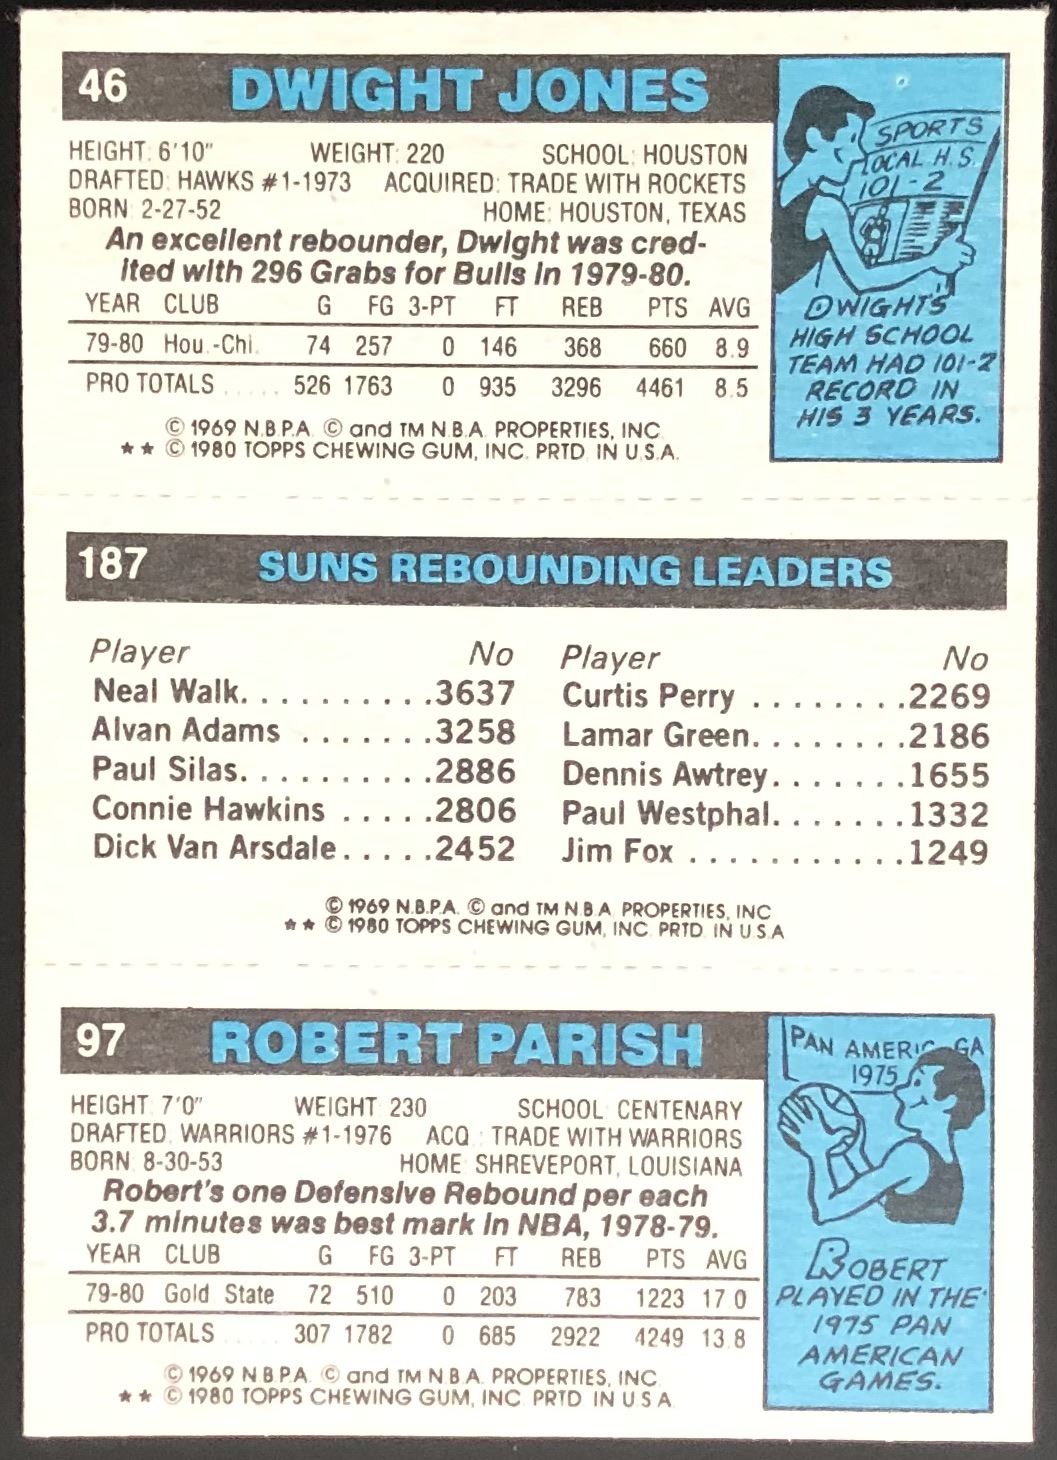 46 DWIGHT JONES
HEIGHT: 6'10" WEIGHT: 220 SCHOOL: HOUSTON
DRAFTED: HAWKS #1-1973 ACQUIRED: TRADE WITH ROCKETS
BORN: 2-27-52 HOME: HOUSTON, TEXAS
An excellent rebounder, Dwight was cred-
ited with 296 Grabs for Bulls in 1979-80.
YEAR CLUB G FG 3-PT FT REB PTS AVG
79-80 Hou.-Chi. 74 257 0 146 368 660 8.9
PRO TOTALS ..... 526 1763 0 935 3296 4461 8.5
© 1969 N.B.P.A. © and TM N.B.A. PROPERTIES, INC.
★★ © 1980 TOPPS CHEWING GUM, INC. PRTD. IN U.S.A.
SPORTS
LOCAL H.S.
101-2
DWIGHT'S
HIGH SCHOOL
TEAM HAD 101-2
RECORD IN
HIS 3 YEARS.
187 SUNS REBOUNDING LEADERS
Player No Player No
Neal Walk..........3637 Curtis Perry ........2269
Alvan Adams .......3258 Lamar Green........2186
Paul Silas..........2886 Dennis Awtrey.......1655
Connie Hawkins .....2806 Paul Westphal.......1332
Dick Van Arsdale.....2452 Jim Fox ...........1249
© 1969 N.B.P.A. © and TM N.B.A. PROPERTIES, INC
★★ © 1980 TOPPS CHEWING GUM, INC. PRTD. IN U.S.A
97 ROBERT PARISH
HEIGHT: 7'0" WEIGHT: 230 SCHOOL: CENTENARY
DRAFTED: WARRIORS #1-1976 ACQ.: TRADE WITH WARRIORS
BORN: 8-30-53 HOME: SHREVEPORT, LOUISIANA
Robert's one Defensive Rebound per each
3.7 minutes was best mark in NBA, 1978-79.
YEAR CLUB G FG 3-PT FT REB PTS AVG
79-80 Gold State 72 510 0 203 783 1223 17.0
PRO TOTALS ..... 307 1782 0 685 2922 4249 13.8
© 1969 N.B.P.A. © and TM N.B.A. PROPERTIES, INC.
★★ © 1980 TOPPS CHEWING GUM, INC. PRTD. IN U.S.A.
PAN AMERIC GA
1975
ROBERT
PLAYED IN THE
1975 PAN
AMERICAN
GAMES.